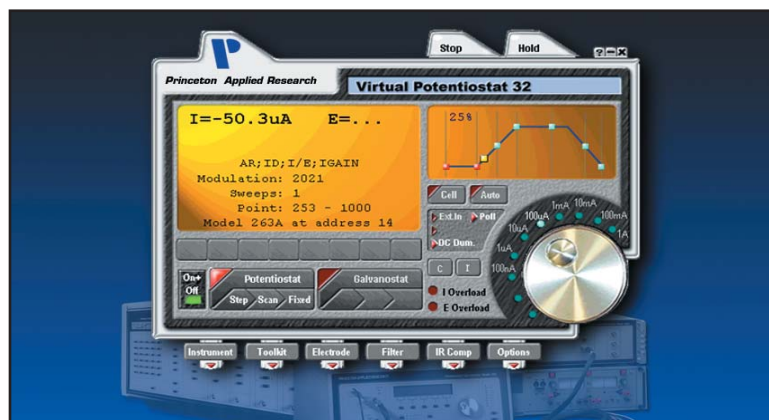 Stop Hold
Princeton Applied Research
Virtual Potentiostat 32
I=-50.3uA E=...
AR;ID;I/E;IGAIN
Modulation: 2021
Sweeps: 1
Point: 253 - 1000
Model 263A at address 14
25%
Cell Auto
Ext.In Poll
DC Dum.
C I
I Overload
E Overload
100nA
1uA
10uA
100uA
1mA
10mA
100mA
1A
On+
Off
Potentiostat
Step Scan Fixed
Galvanostat
Instrument Toolkit Electrode Filter IR Comp Options